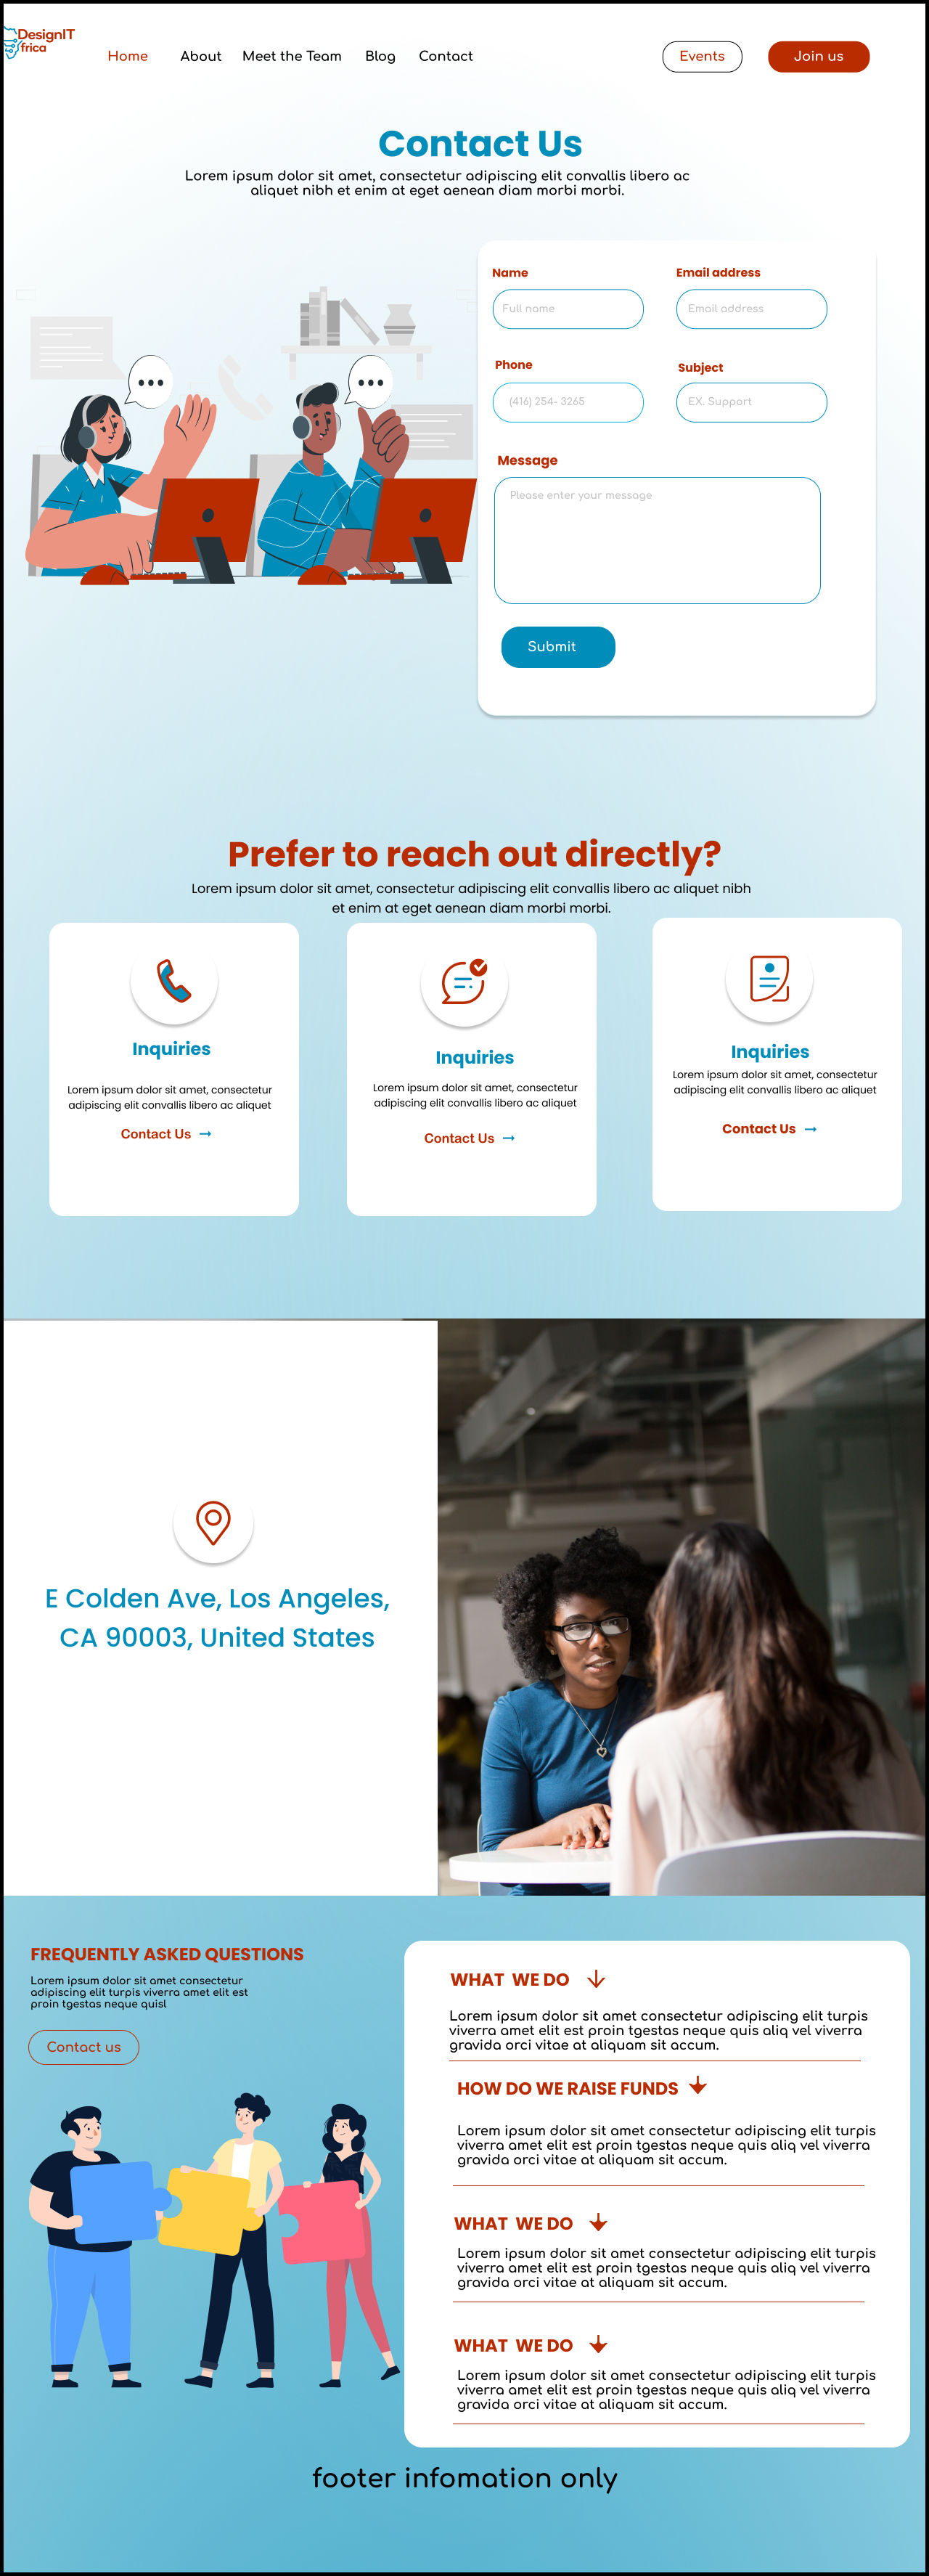 DesignIT
frica
Home About Meet the Team Blog Contact Events Join us
Contact Us
Lorem ipsum dolor sit amet, consectetur adipiscing elit convallis libero ac
aliquet nibh et enim at eget aenean diam morbi morbi.
Name Email address
Full name Email address
Phone Subject
(416) 254- 3265 EX. Support
Message
Please enter your message
Submit
Prefer to reach out directly?
Lorem ipsum dolor sit amet, consectetur adipiscing elit convallis libero ac aliquet nibh
et enim at eget aenean diam morbi morbi.
Inquiries
Lorem ipsum dolor sit amet, consectetur
adipiscing elit convallis libero ac aliquet
Contact Us →
Inquiries
Lorem ipsum dolor sit amet, consectetur
adipiscing elit convallis libero ac aliquet
Contact Us →
Inquiries
Lorem ipsum dolor sit amet, consectetur
adipiscing elit convallis libero ac aliquet
Contact Us →
E Colden Ave, Los Angeles,
CA 90003, United States
FREQUENTLY ASKED QUESTIONS
Lorem ipsum dolor sit amet consectetur
adipiscing elit turpis viverra amet elit est
proin tgestas neque quisl
Contact us
WHAT WE DO
Lorem ipsum dolor sit amet consectetur adipiscing elit turpis
viverra amet elit est proin tgestas neque quis aliq vel viverra
gravida orci vitae at aliquam sit accum.
HOW DO WE RAISE FUNDS
Lorem ipsum dolor sit amet consectetur adipiscing elit turpis
viverra amet elit est proin tgestas neque quis aliq vel viverra
gravida orci vitae at aliquam sit accum.
WHAT WE DO
Lorem ipsum dolor sit amet consectetur adipiscing elit turpis
viverra amet elit est proin tgestas neque quis aliq vel viverra
gravida orci vitae at aliquam sit accum.
WHAT WE DO
Lorem ipsum dolor sit amet consectetur adipiscing elit turpis
viverra amet elit est proin tgestas neque quis aliq vel viverra
gravida orci vitae at aliquam sit accum.
footer infomation only